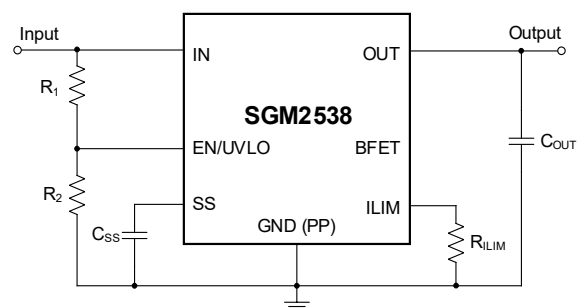 Input
Output
IN
OUT
R1
SGM2538
EN/UVLO
BFET
COUT
R2
SS
ILIM
CSS
GND (PP)
RILIM